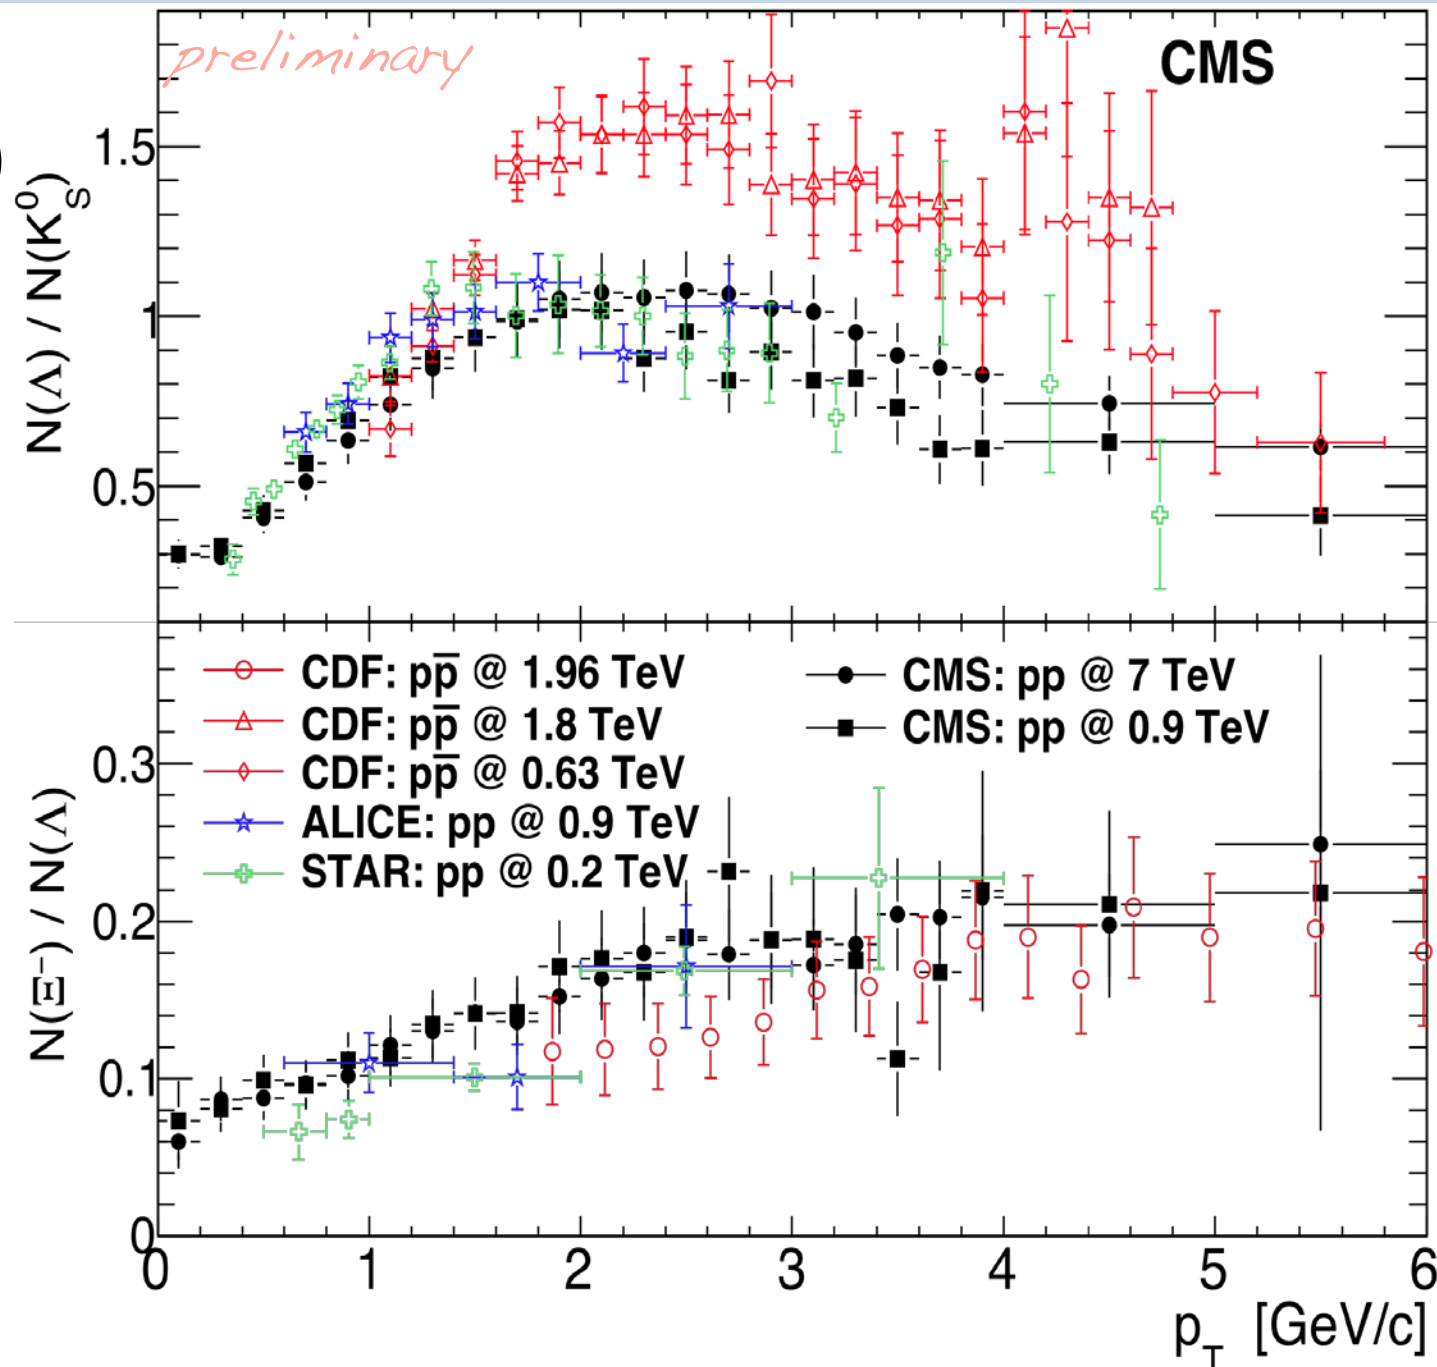 preliminary
CMS
)
N(Λ) / N(K⁰S)
1.5
1
0.5
CDF: pp̅ @ 1.96 TeV
CDF: pp̅ @ 1.8 TeV
CDF: pp̅ @ 0.63 TeV
ALICE: pp @ 0.9 TeV
STAR: pp @ 0.2 TeV
CMS: pp @ 7 TeV
CMS: pp @ 0.9 TeV
N(Ξ⁻) / N(Λ)
0.3
0.2
0.1
0
0 1 2 3 4 5 6
pT [GeV/c]